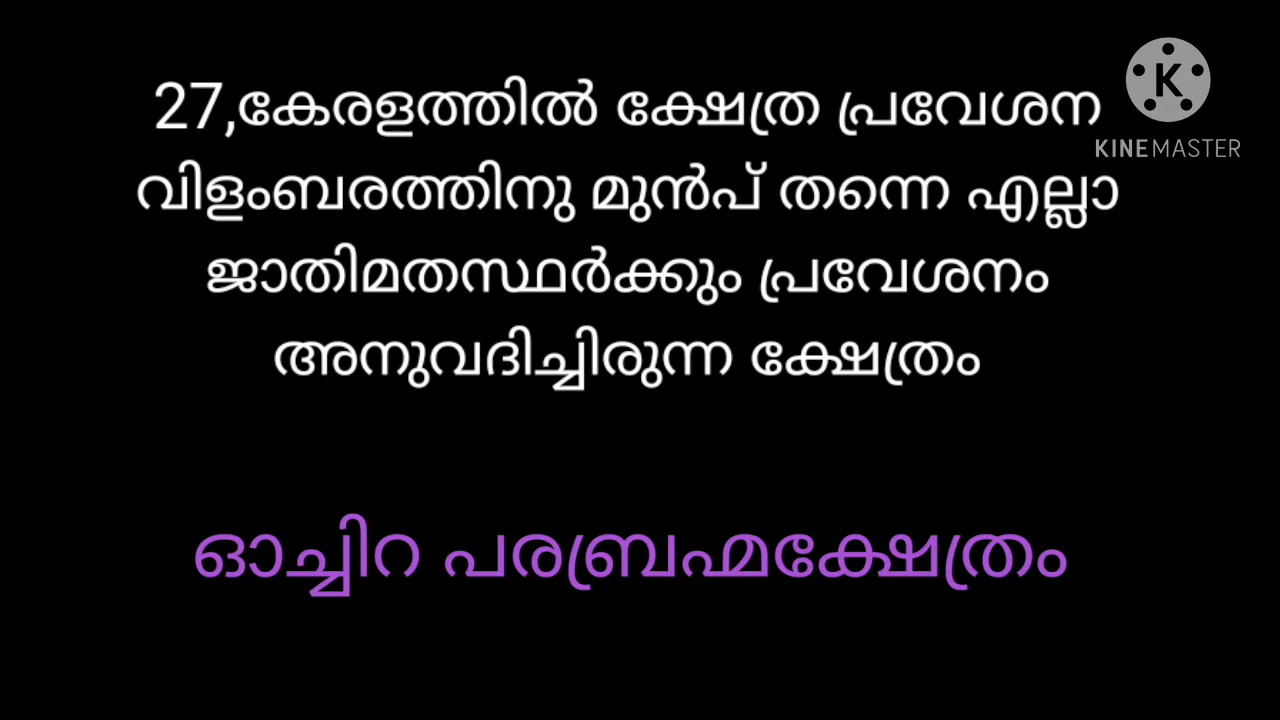 27,കേരളത്തിൽ ക്ഷേത്ര പ്രവേശന
വിളംബരത്തിനു മുൻപ് തന്നെ എല്ലാ
ജാതിമതസ്ഥർക്കും പ്രവേശനം
അനുവദിച്ചിരുന്ന ക്ഷേത്രം
ഓച്ചിറ പരബ്രഹ്മക്ഷേത്രം
K
KINEMASTER